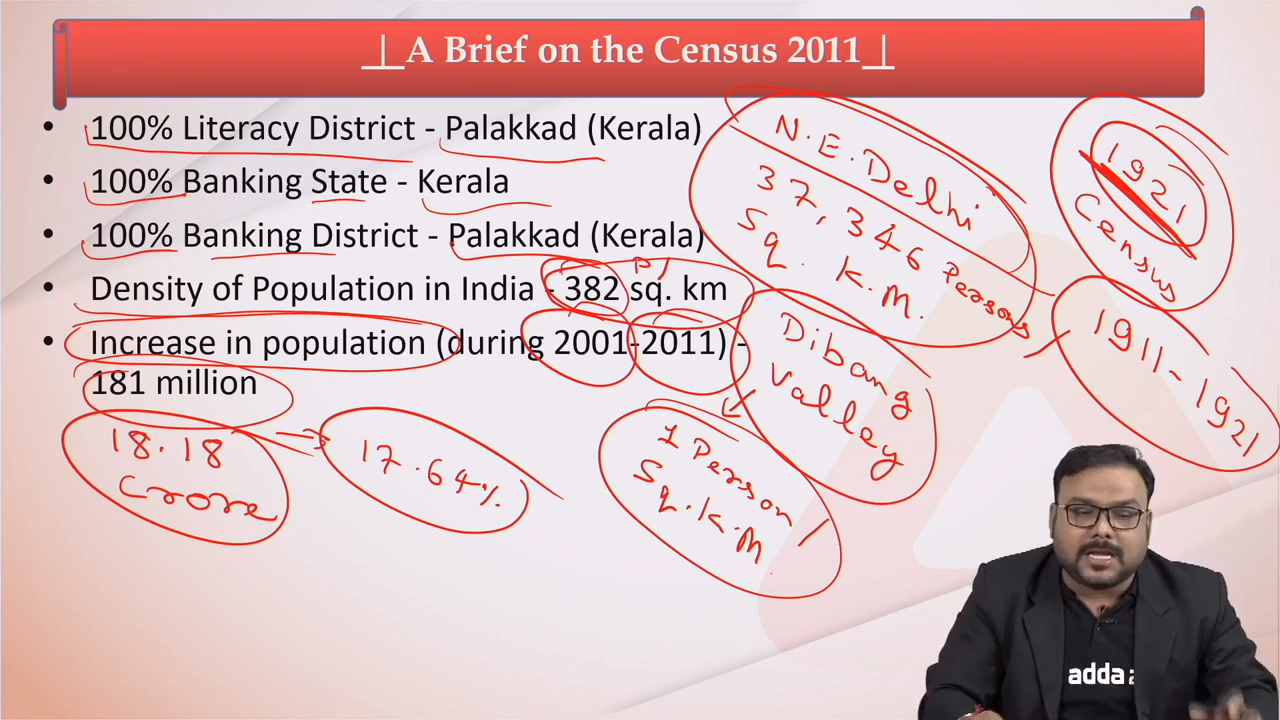 |_A Brief on the Census 2011_|
• 100% Literacy District - Palakkad (Kerala)
• 100% Banking State - Kerala
• 100% Banking District - Palakkad (Kerala)
• Density of Population in India - 382 sq. km
P/
• Increase in population (during 2001-2011) -
181 million
18.18
crore
⇒ 17.64%
N.E.Delhi
37,346 Persons/
Sq. K.M.
Dibang
Valley
1 Person/
Sq.K.M.
1921
Census
1911-1921
adda